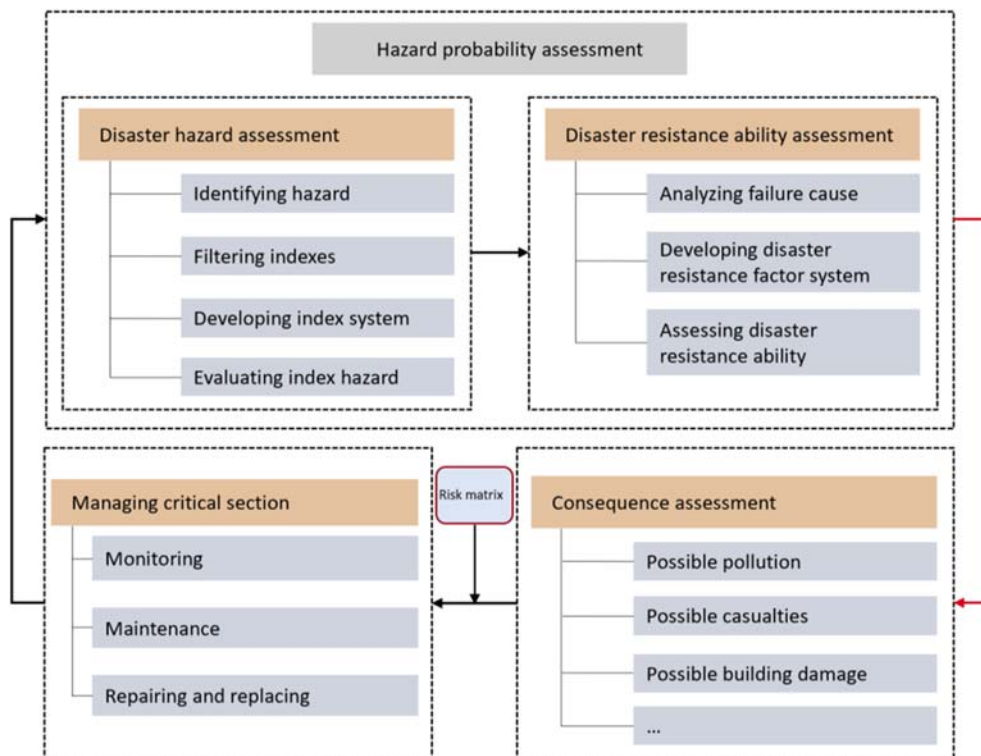 Hazard probability assessment
Disaster hazard assessment
Identifying hazard
Filtering indexes
Developing index system
Evaluating index hazard
Disaster resistance ability assessment
Analyzing failure cause
Developing disaster
resistance factor system
Assessing disaster
resistance ability
Managing critical section
Monitoring
Maintenance
Repairing and replacing
Risk matrix
Consequence assessment
Possible pollution
Possible casualties
Possible building damage
...